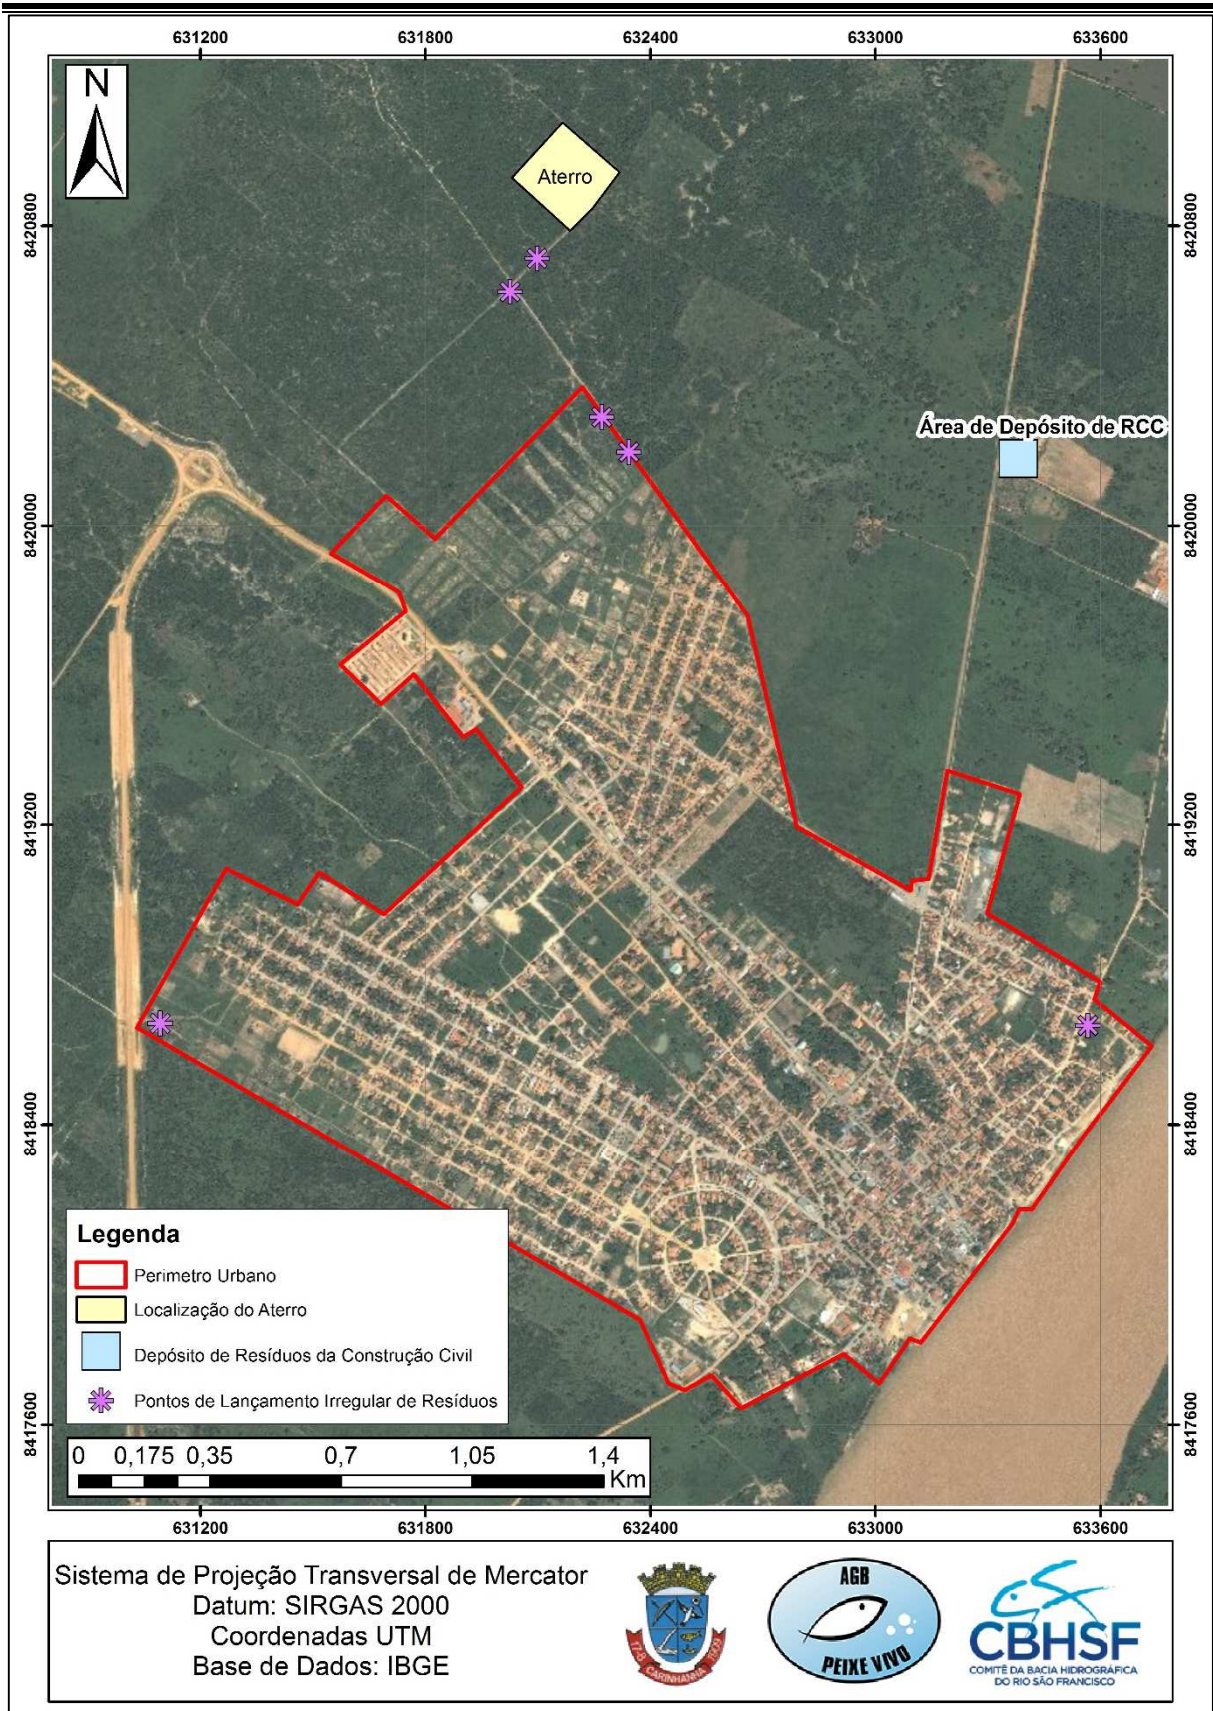 631200 631800 632400 633000 633600
N
Aterro
8420800
8420800
Área de Depósito de RCC
8420000
8420000
8419200
8419200
8418400
8418400
Legenda
Perimetro Urbano
Localização do Aterro
Depósito de Resíduos da Construção Civil
Pontos de Lançamento Irregular de Resíduos
8417600
8417600
0 0,175 0,35 0,7 1,05 1,4
Km
631200 631800 632400 633000 633600
Sistema de Projeção Transversal de Mercator
Datum: SIRGAS 2000
Coordenadas UTM
Base de Dados: IBGE
17-8 CARINHANHA 1909
AGB
PEIXE VIVO
CBHSF
COMITÊ DA BACIA HIDROGRÁFICA
DO RIO SÃO FRANCISCO